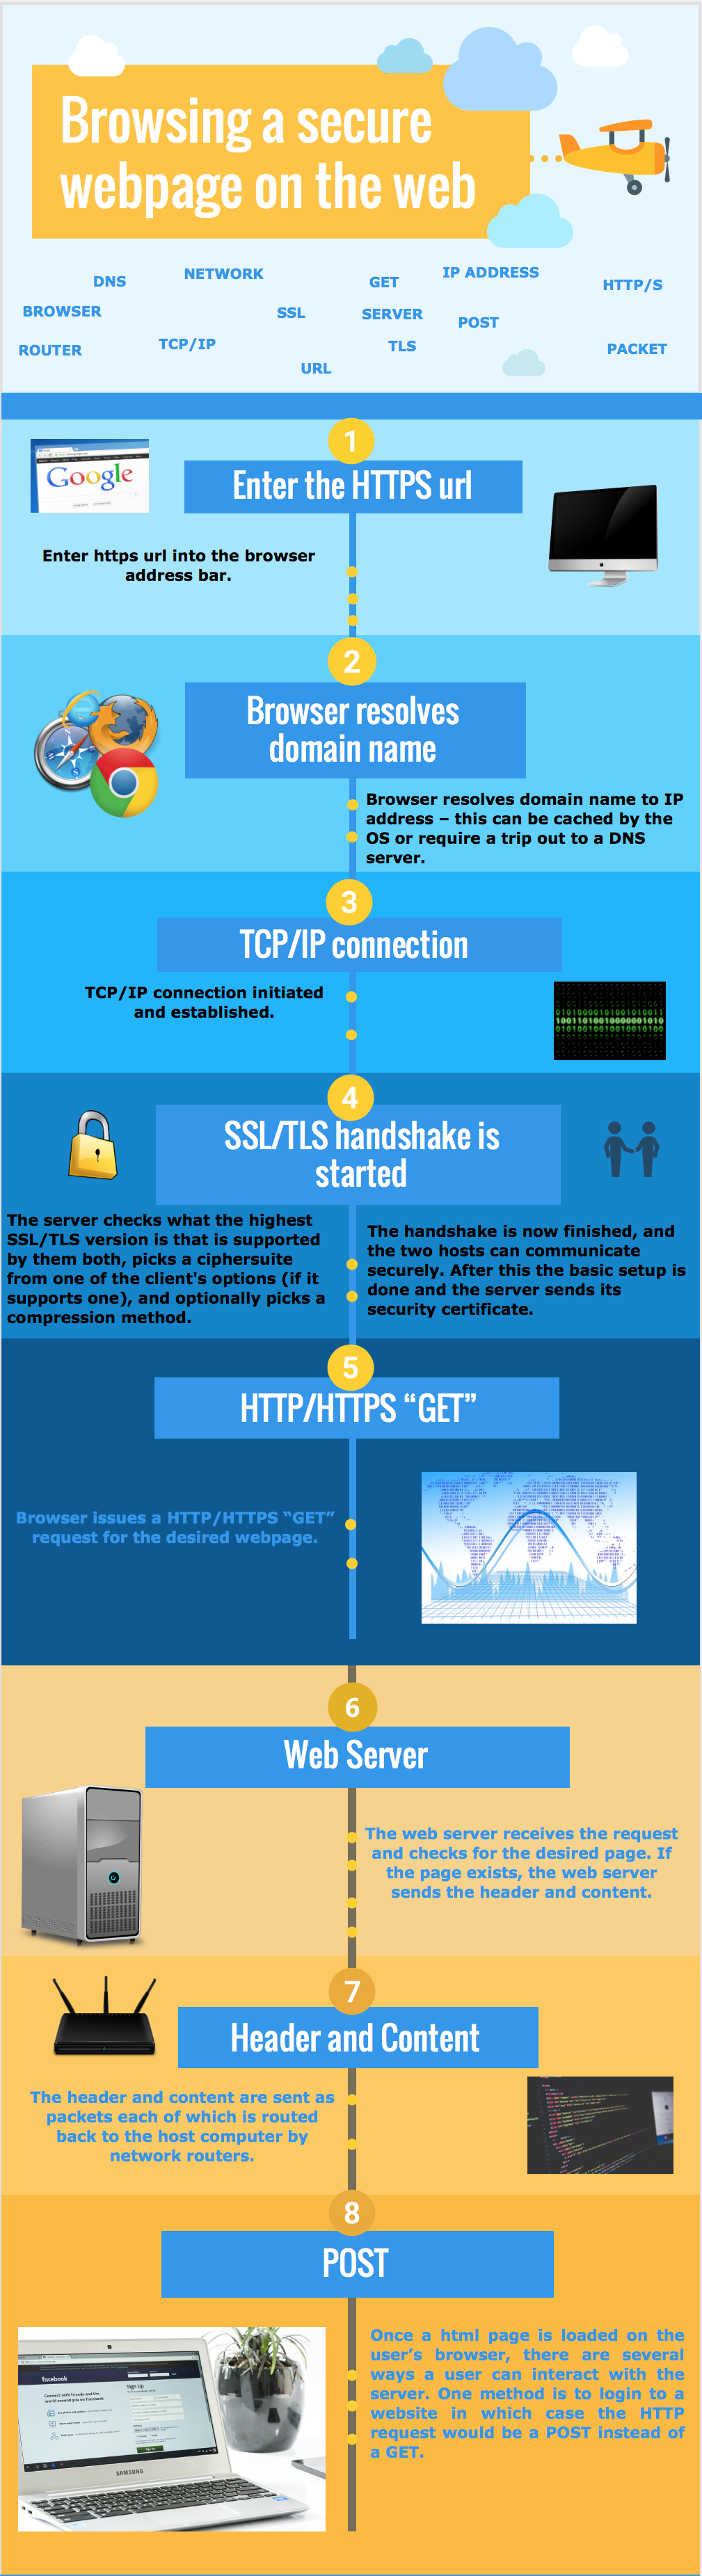 Browsing a secure
webpage on the web
DNS
NETWORK
GET
IP ADDRESS
HTTP/S
BROWSER
SSL
SERVER
POST
ROUTER
TCP/IP
TLS
PACKET
URL
1
Google
Enter the HTTPS url
Enter https url into the browser
address bar.
2
Browser resolves
domain name
Browser resolves domain name to IP
address – this can be cached by the
OS or require a trip out to a DNS
server.
3
TCP/IP connection
TCP/IP connection initiated
and established.
4
SSL/TLS handshake is
started
The server checks what the highest
SSL/TLS version is that is supported
by them both, picks a ciphersuite
from one of the client's options (if it
supports one), and optionally picks a
compression method.
The handshake is now finished, and
the two hosts can communicate
securely. After this the basic setup is
done and the server sends its
security certificate.
5
HTTP/HTTPS “GET”
Browser issues a HTTP/HTTPS “GET”
request for the desired webpage.
6
Web Server
The web server receives the request
and checks for the desired page. If
the page exists, the web server
sends the header and content.
7
Header and Content
The header and content are sent as
packets each of which is routed
back to the host computer by
network routers.
8
POST
Once a html page is loaded on the
user’s browser, there are several
ways a user can interact with the
server. One method is to login to a
website in which case the HTTP
request would be a POST instead of
a GET.
facebook
Connect with friends and the
world around you on Facebook.
Sign Up
SAMSUNG